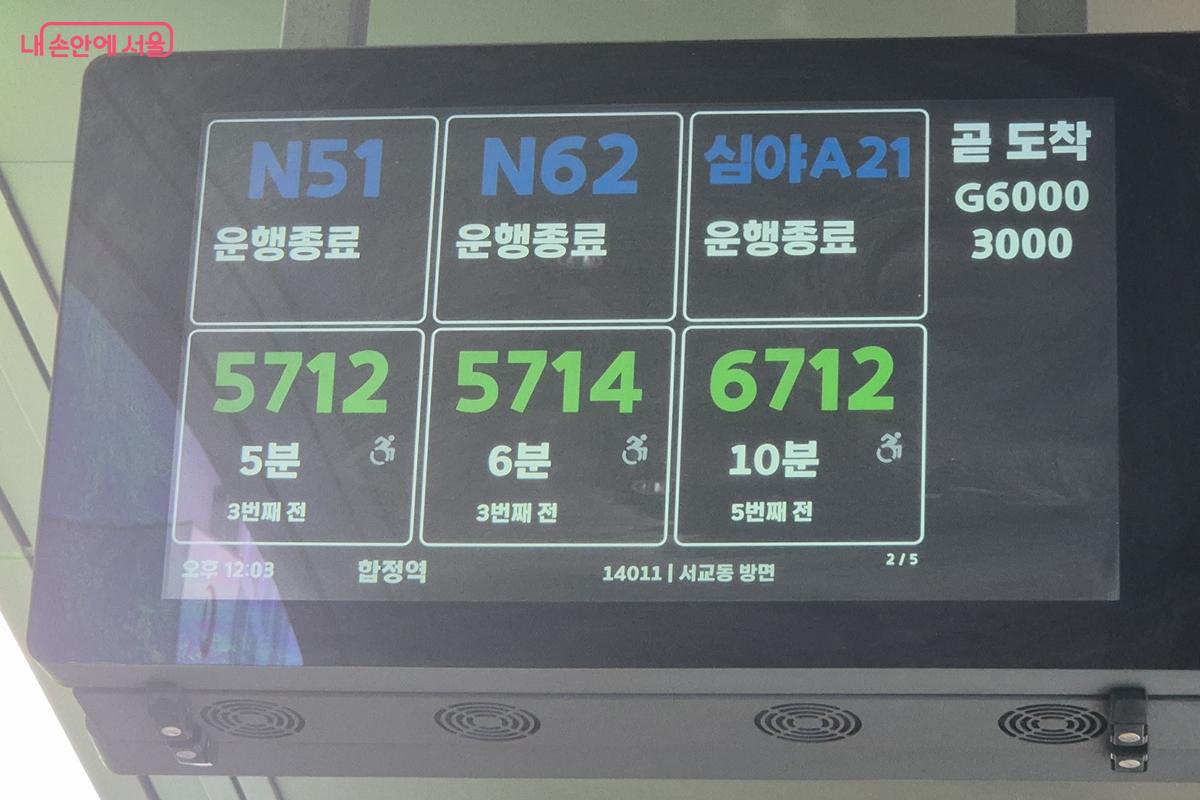 내 손안에 서울
N51
운행종료
N62
운행종료
심야A21
운행종료
곧 도착
G6000
3000
5712
5분
3번째 전
5714
6분
3번째 전
6712
10분
5번째 전
오후 12:03
합정역
14011 | 서교동 방면
2/5